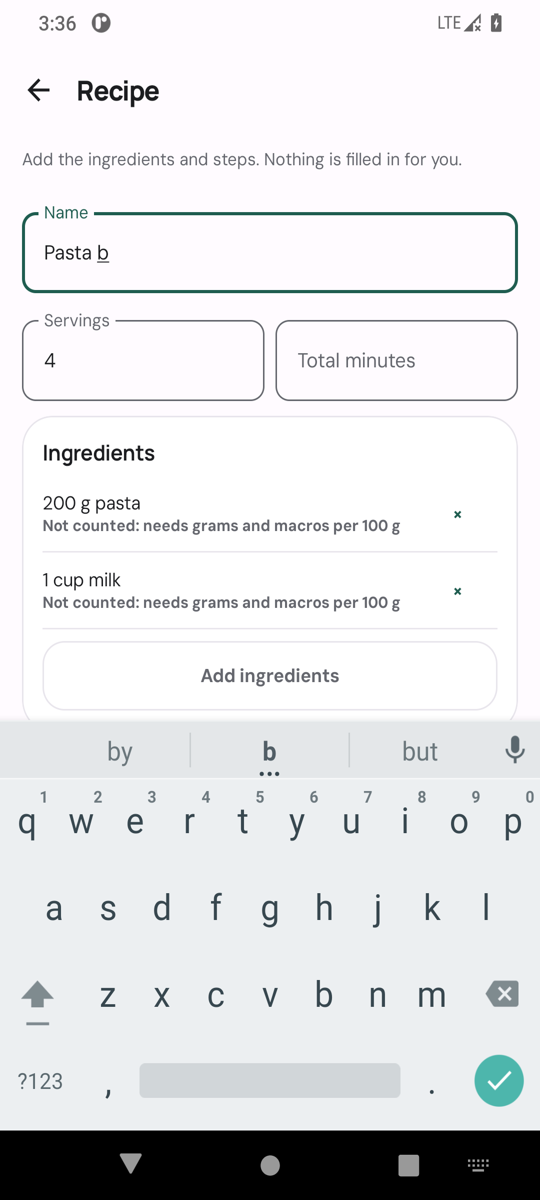 3:36 LTE
Recipe
Add the ingredients and steps. Nothing is filled in for you.
Name
Pasta b
Servings
4
Total minutes
Ingredients
200 g pasta
Not counted: needs grams and macros per 100 g
×
1 cup milk
Not counted: needs grams and macros per 100 g
×
Add ingredients
by b but
1 2 3 4 5 6 7 8 9 0
q w e r t y u i o p
a s d f g h j k l
z x c v b n m
?123 , .